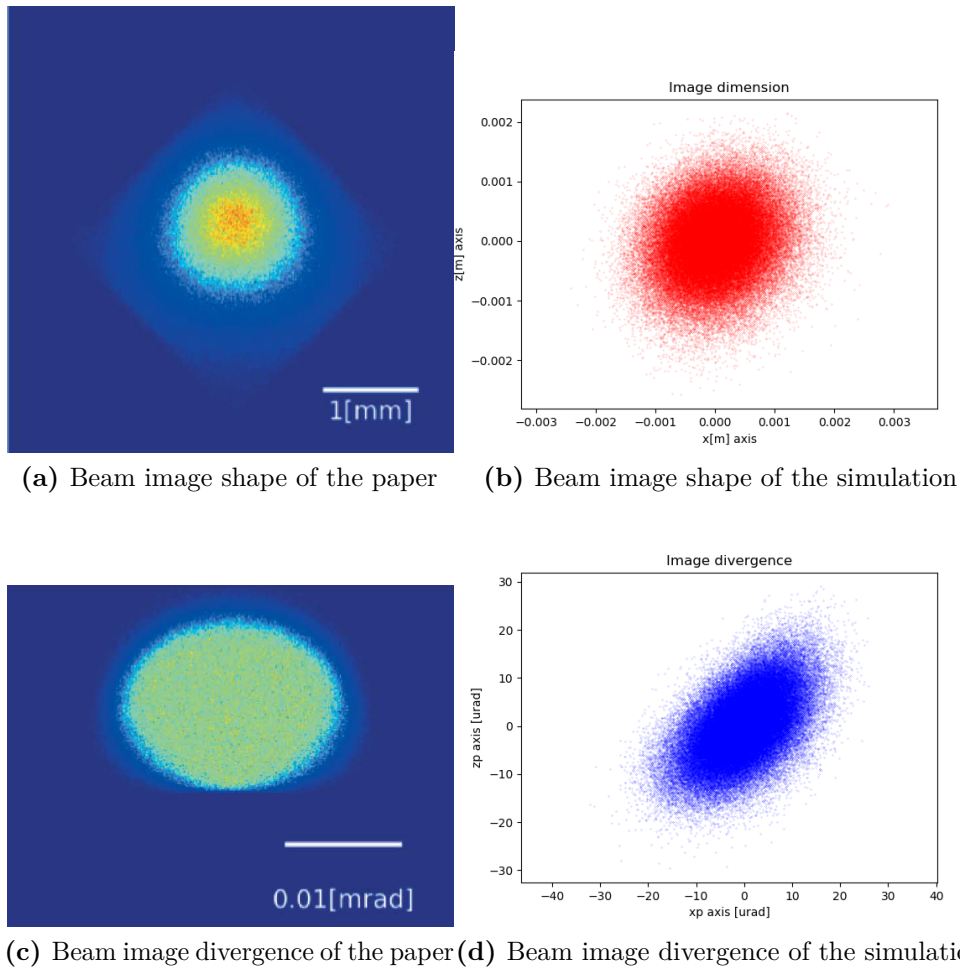 1[mm]
(a) Beam image shape of the paper
Image dimension
z[m] axis
0.002
0.001
0.000
−0.001
−0.002
−0.003 −0.002 −0.001 0.000 0.001 0.002 0.003
x[m] axis
(b) Beam image shape of the simulation
0.01[mrad]
(c) Beam image divergence of the paper
Image divergence
zp axis [urad]
30
20
10
0
−10
−20
−30
−40 −30 −20 −10 0 10 20 30 40
xp axis [urad]
(d) Beam image divergence of the simulatio